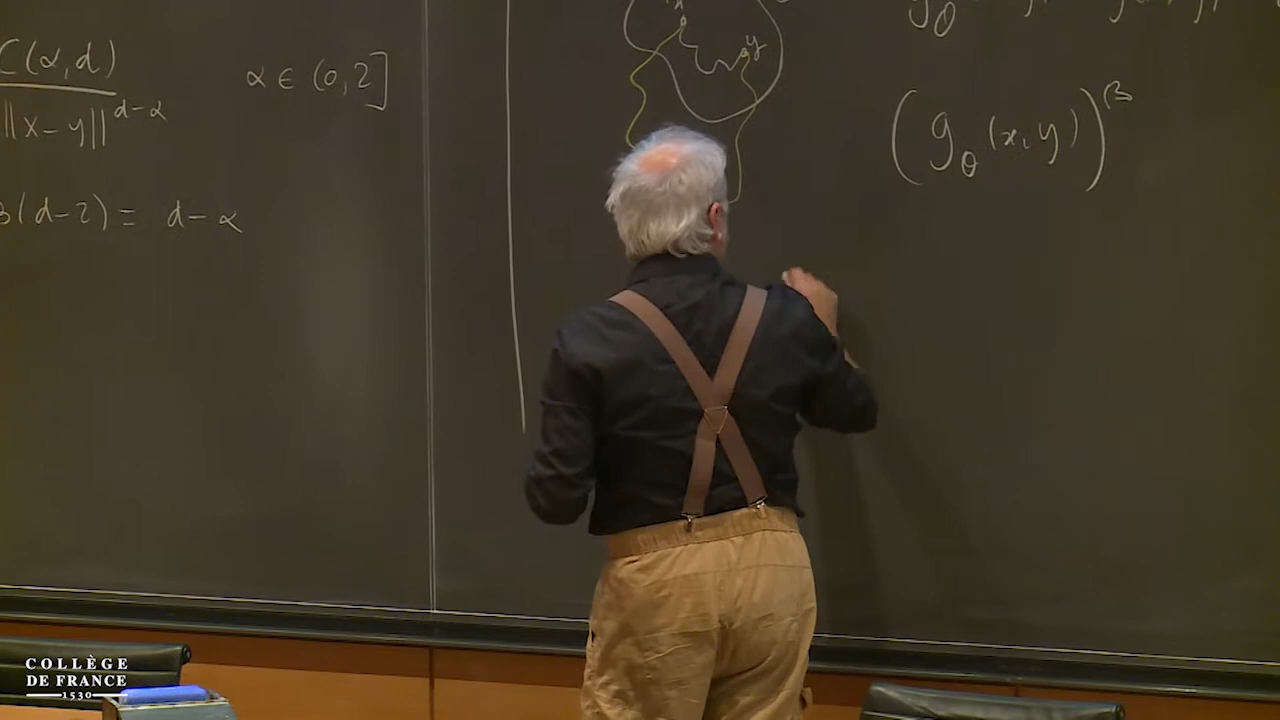 C(α,d)
||x-y||^{d-α}
α ∈ (0,2]
β(d-2) = d-α
x
y
(g_θ(x,y))^β
COLLÈGE
DE FRANCE
1530